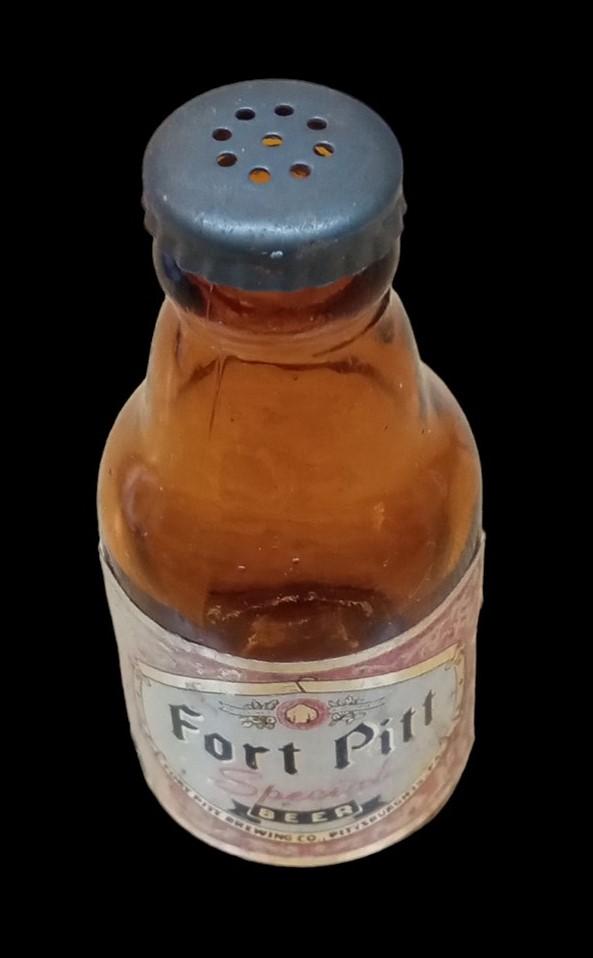 Fort Pitt
Special
BEER
FORT PITT BREWING CO., PITTSBURGH,